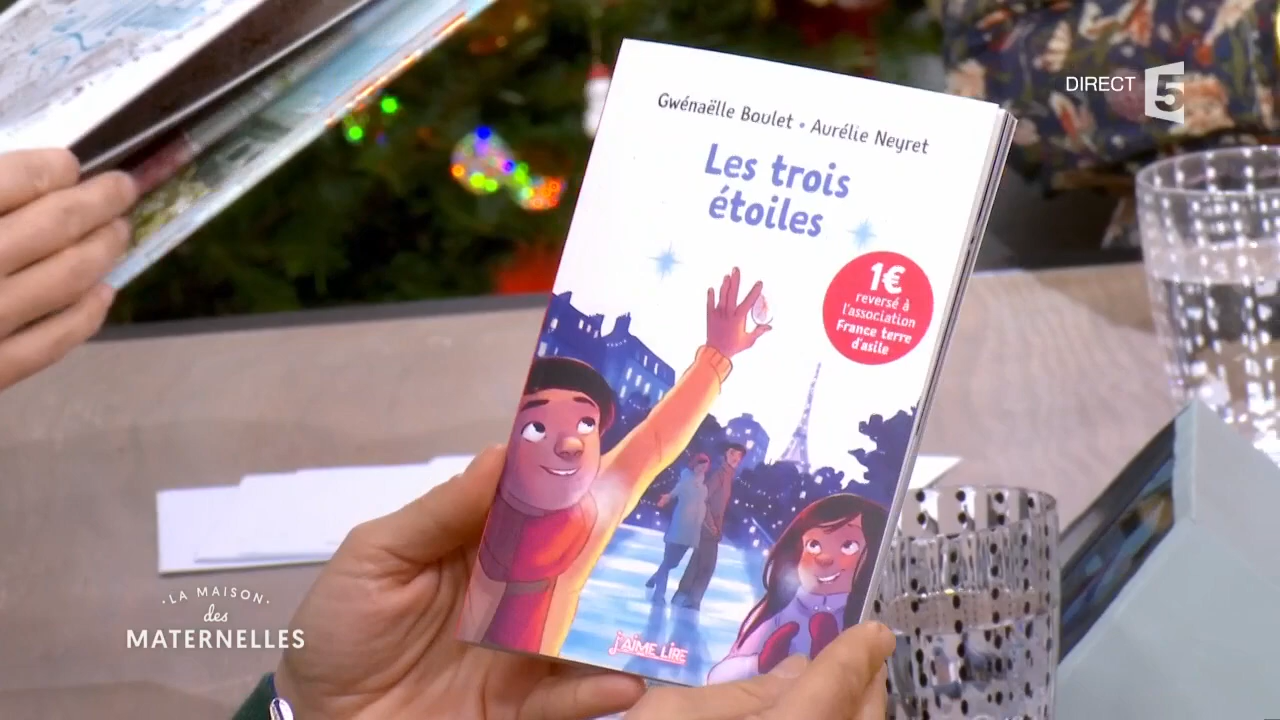 DIRECT 5
Gwénaëlle Boulet • Aurélie Neyret
Les trois
étoiles
1€
reversé à
l'association
France terre
d'asile
j'AIME LIRE
·LA MAISON·
des
MATERNELLES